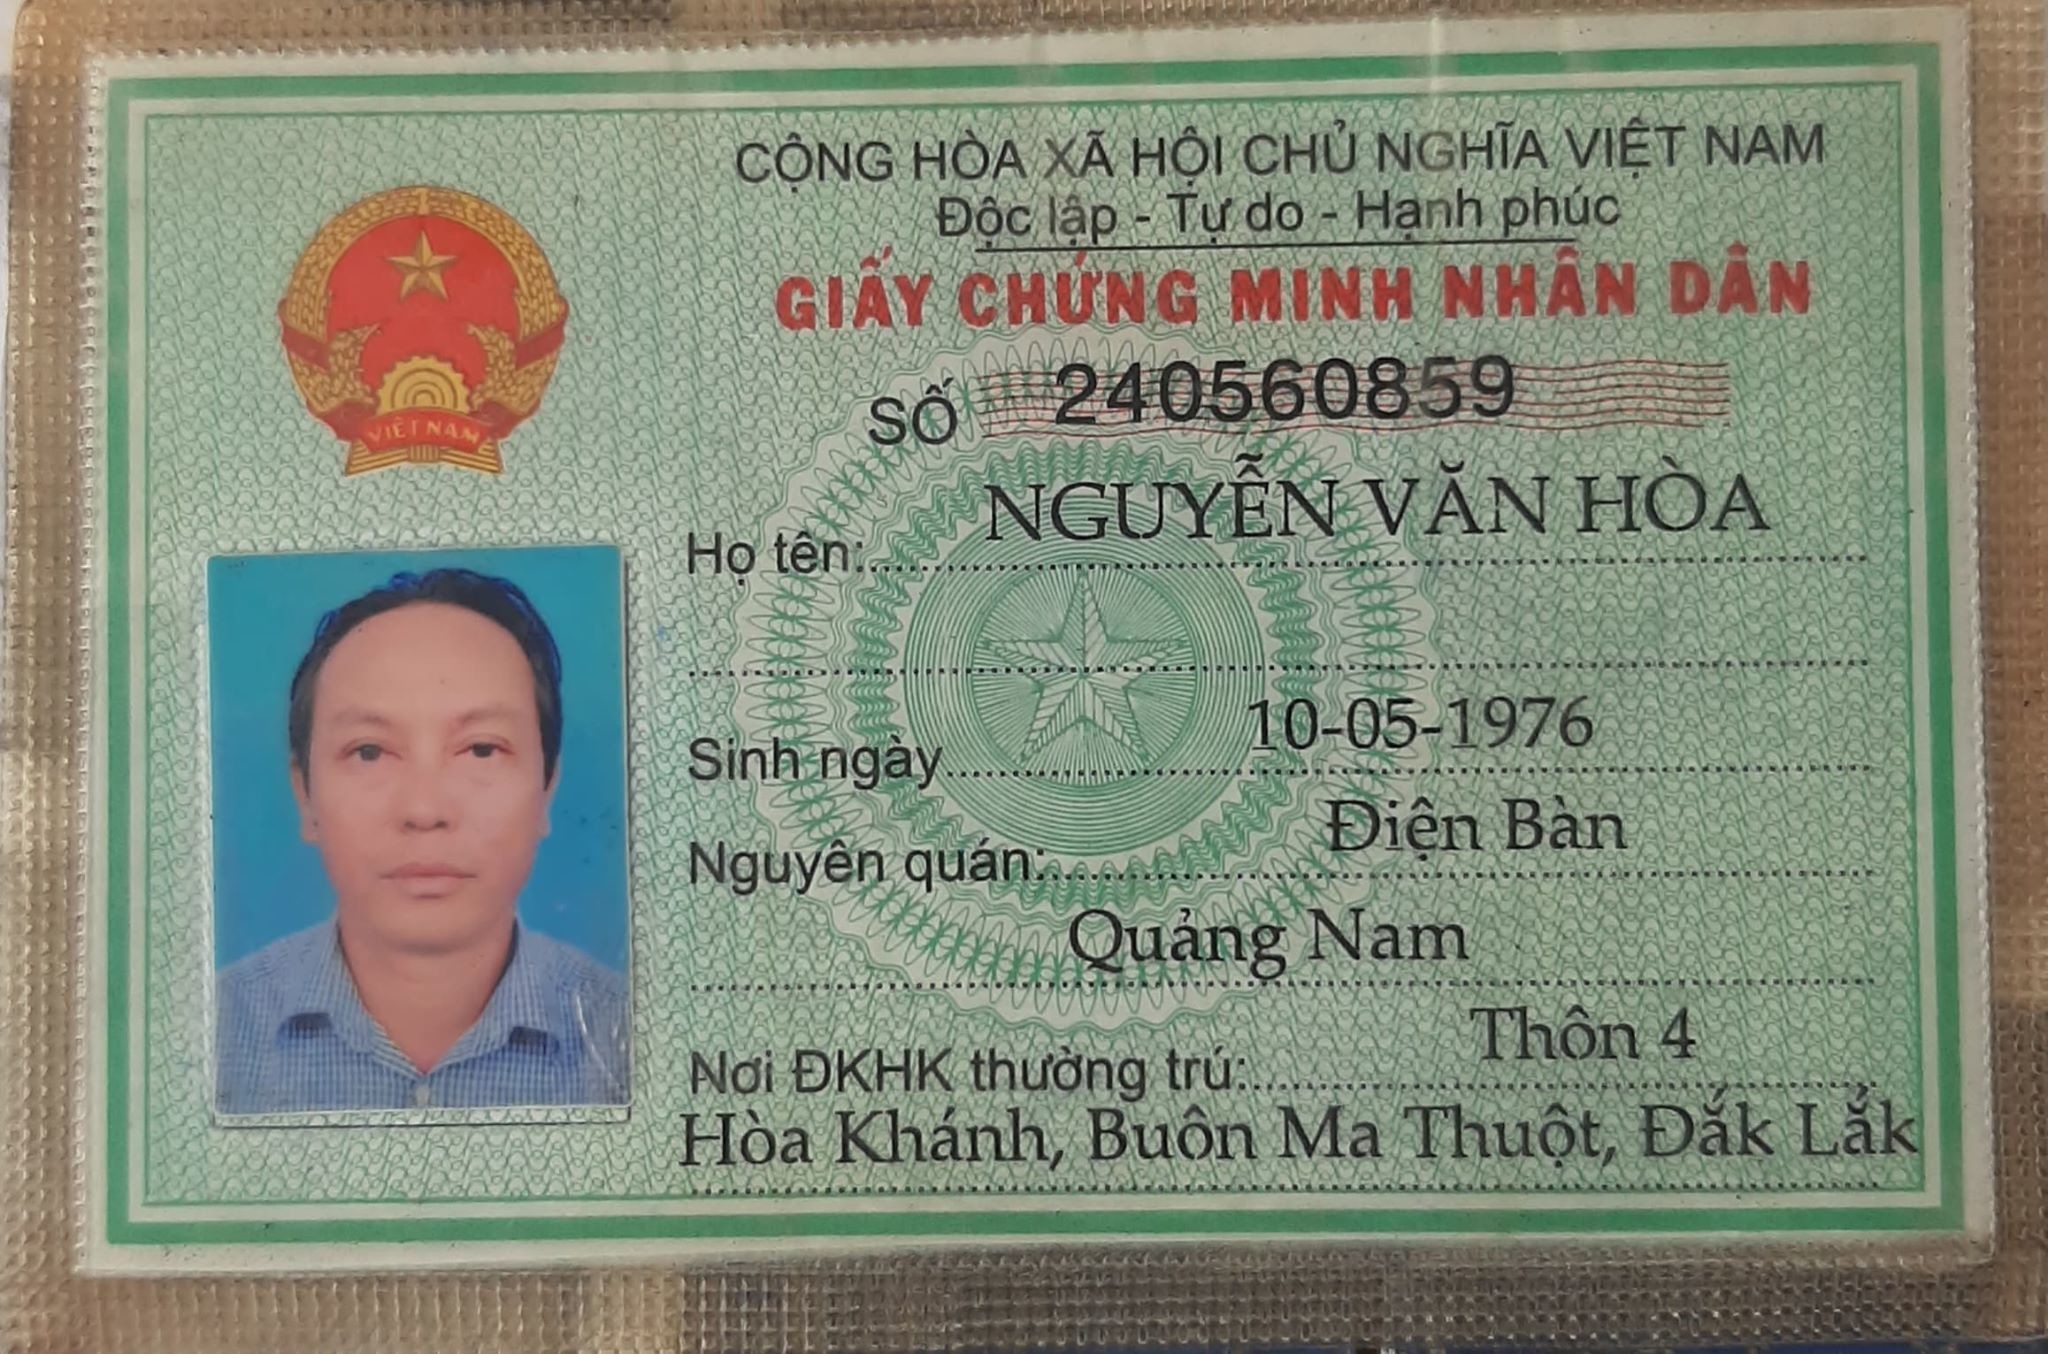 CỘNG HÒA XÃ HỘI CHỦ NGHĨA VIỆT NAM
Độc lập - Tự do - Hạnh phúc
GIẤY CHỨNG MINH NHÂN DÂN
SỐ 240560859
Họ tên: NGUYỄN VĂN HÒA
Sinh ngày 10-05-1976
Nguyên quán: Điện Bàn
Quảng Nam
Nơi ĐKHK thường trú: Thôn 4
Hòa Khánh, Buôn Ma Thuột, Đắk Lắk
VIỆT NAM